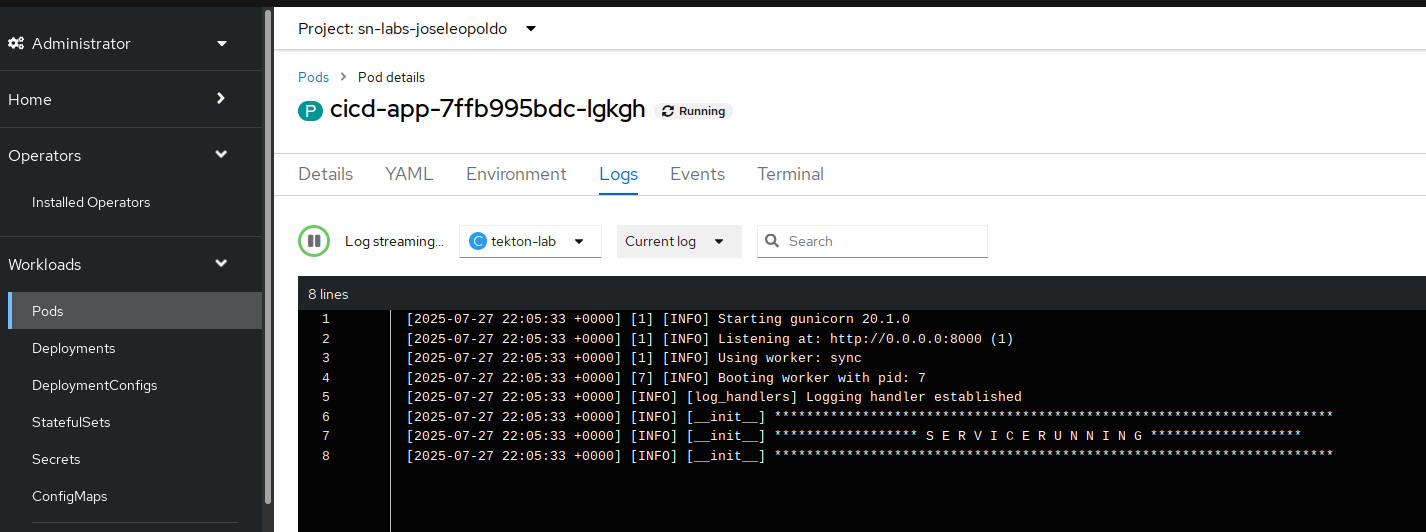 Project: sn-labs-joseleopoldo
Administrator
Home
Operators
Installed Operators
Workloads
Pods
Deployments
DeploymentConfigs
StatefulSets
Secrets
ConfigMaps
Pods > Pod details
P cicd-app-7ffb995bdc-lgkgh Running
Details YAML Environment Logs Events Terminal
Log streaming... C tekton-lab Current log Search
8 lines
1 [2025-07-27 22:05:33 +0000] [1] [INFO] Starting gunicorn 20.1.0
2 [2025-07-27 22:05:33 +0000] [1] [INFO] Listening at: http://0.0.0.0:8000 (1)
3 [2025-07-27 22:05:33 +0000] [1] [INFO] Using worker: sync
4 [2025-07-27 22:05:33 +0000] [7] [INFO] Booting worker with pid: 7
5 [2025-07-27 22:05:33 +0000] [INFO] [log_handlers] Logging handler established
6 [2025-07-27 22:05:33 +0000] [INFO] [__init__] **********************************************************************
7 [2025-07-27 22:05:33 +0000] [INFO] [__init__] ****************** S E R V I C E R U N N I N G *******************
8 [2025-07-27 22:05:33 +0000] [INFO] [__init__] **********************************************************************